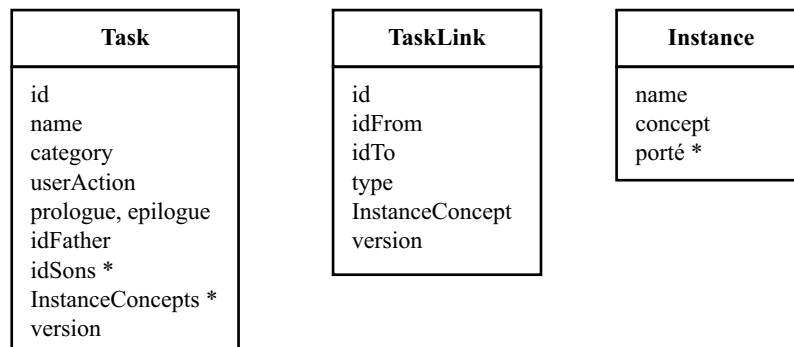 Task
id
name
category
userAction
prologue, epilogue
idFather
idSons *
InstanceConcepts *
version
TaskLink
id
idFrom
idTo
type
InstanceConcept
version
Instance
name
concept
porté *